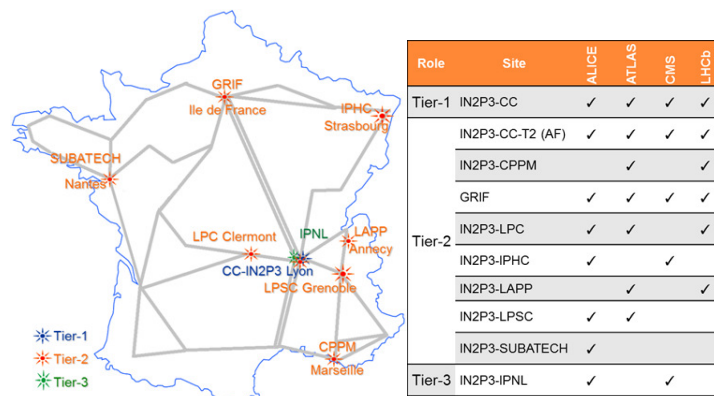 GRIF
Ile de France
IPHC
Strasbourg
SUBATECH
Nantes
IPNL
LPC Clermont
LAPP
Annecy
CC-IN2P3 Lyon
LPSC Grenoble
CPPM
Marseille
Tier-1
Tier-2
Tier-3
Role Site ALICE ATLAS CMS LHCb
Tier-1 IN2P3-CC ✓ ✓ ✓ ✓
IN2P3-CC-T2 (AF) ✓ ✓ ✓ ✓
IN2P3-CPPM ✓ ✓
GRIF ✓ ✓ ✓ ✓
Tier-2 IN2P3-LPC ✓ ✓ ✓
IN2P3-IPHC ✓ ✓
IN2P3-LAPP ✓ ✓
IN2P3-LPSC ✓ ✓
IN2P3-SUBATECH ✓
Tier-3 IN2P3-IPNL ✓ ✓